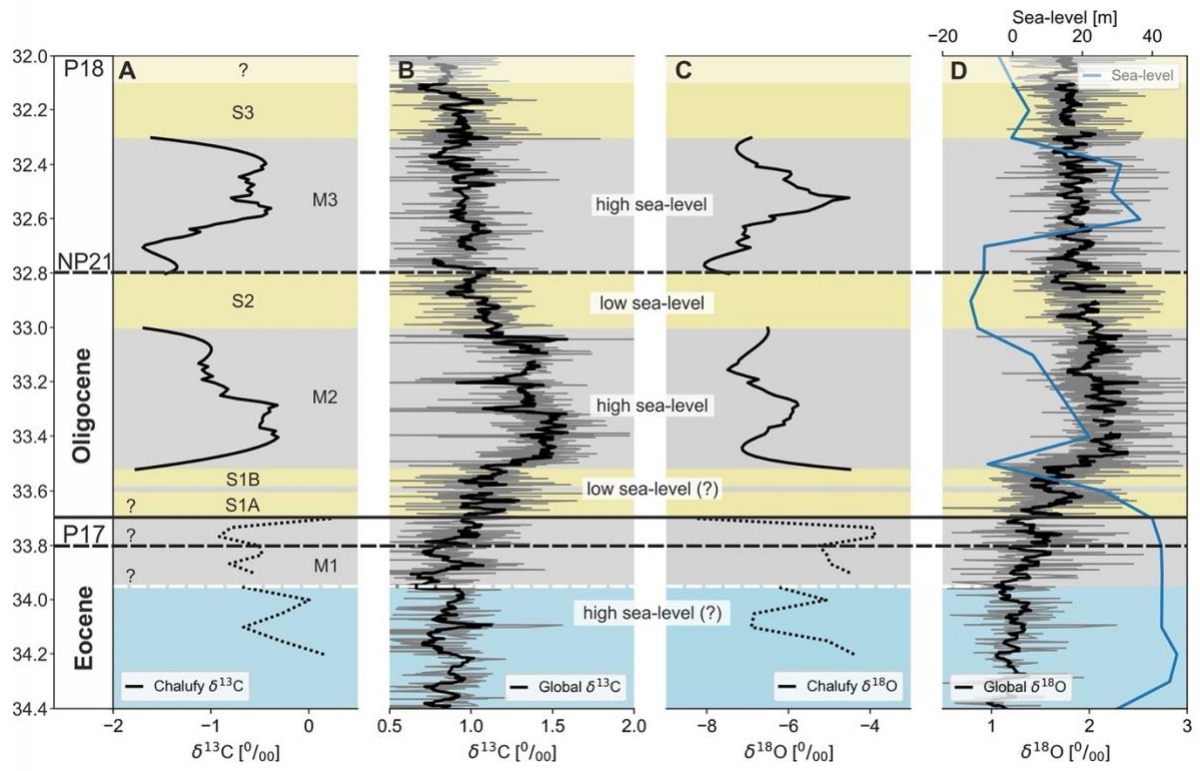 Sea-level [m]
−20 0 20 40
32.0 P18 A ? B C D Sea-level
32.2 S3
32.4
M3 high sea-level
32.6
NP21
32.8
S2 low sea-level
33.0
33.2
M2 high sea-level
33.4
Oligocene
S1B
33.6 low sea-level (?)
? S1A
P17 ?
33.8
? M1
34.0
high sea-level (?)
34.2
Eocene
Chalufy δ¹³C Global δ¹³C Chalufy δ¹⁸O Global δ¹⁸O
34.4
−2 −1 0 0.5 1.0 1.5 2.0 −8 −6 −4 1 2 3
δ¹³C [⁰/₀₀] δ¹³C [⁰/₀₀] δ¹⁸O [⁰/₀₀] δ¹⁸O [⁰/₀₀]